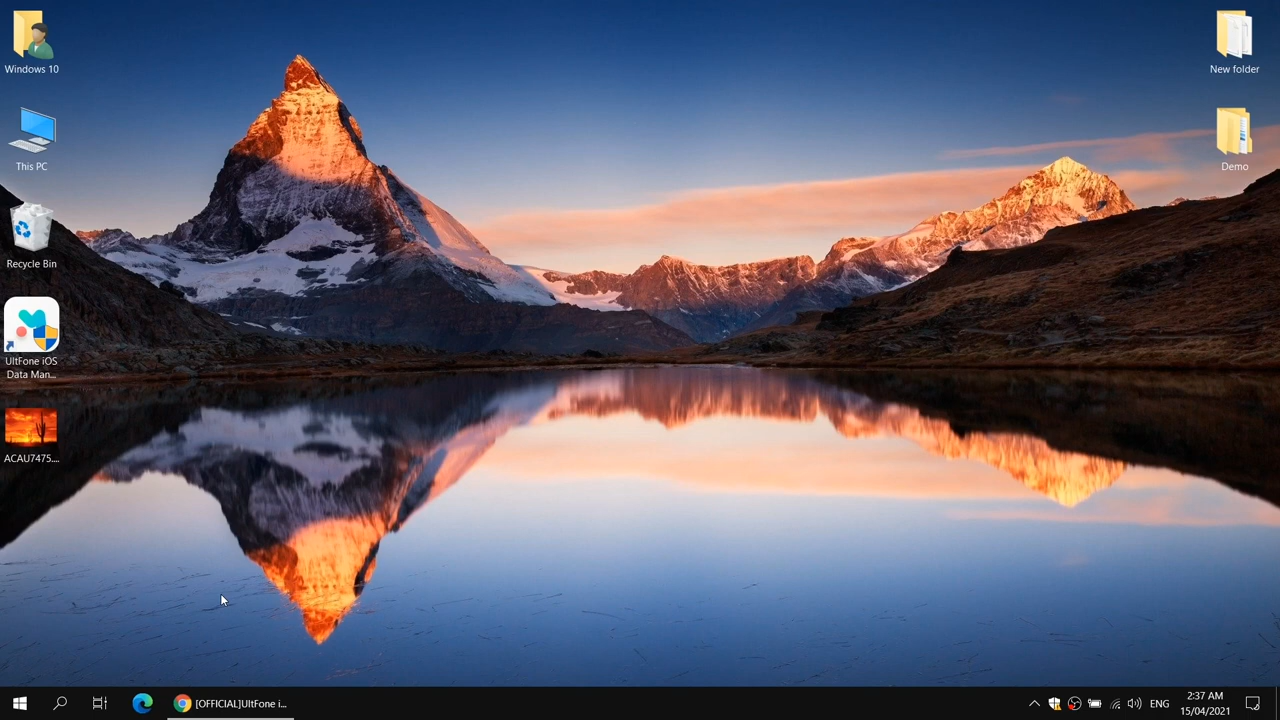 Windows 10
This PC
Recycle Bin
UltFone iOS
Data Man...
ACAU7475....
New folder
Demo
[OFFICIAL]UltFone i...
ENG
2:37 AM
15/04/2021